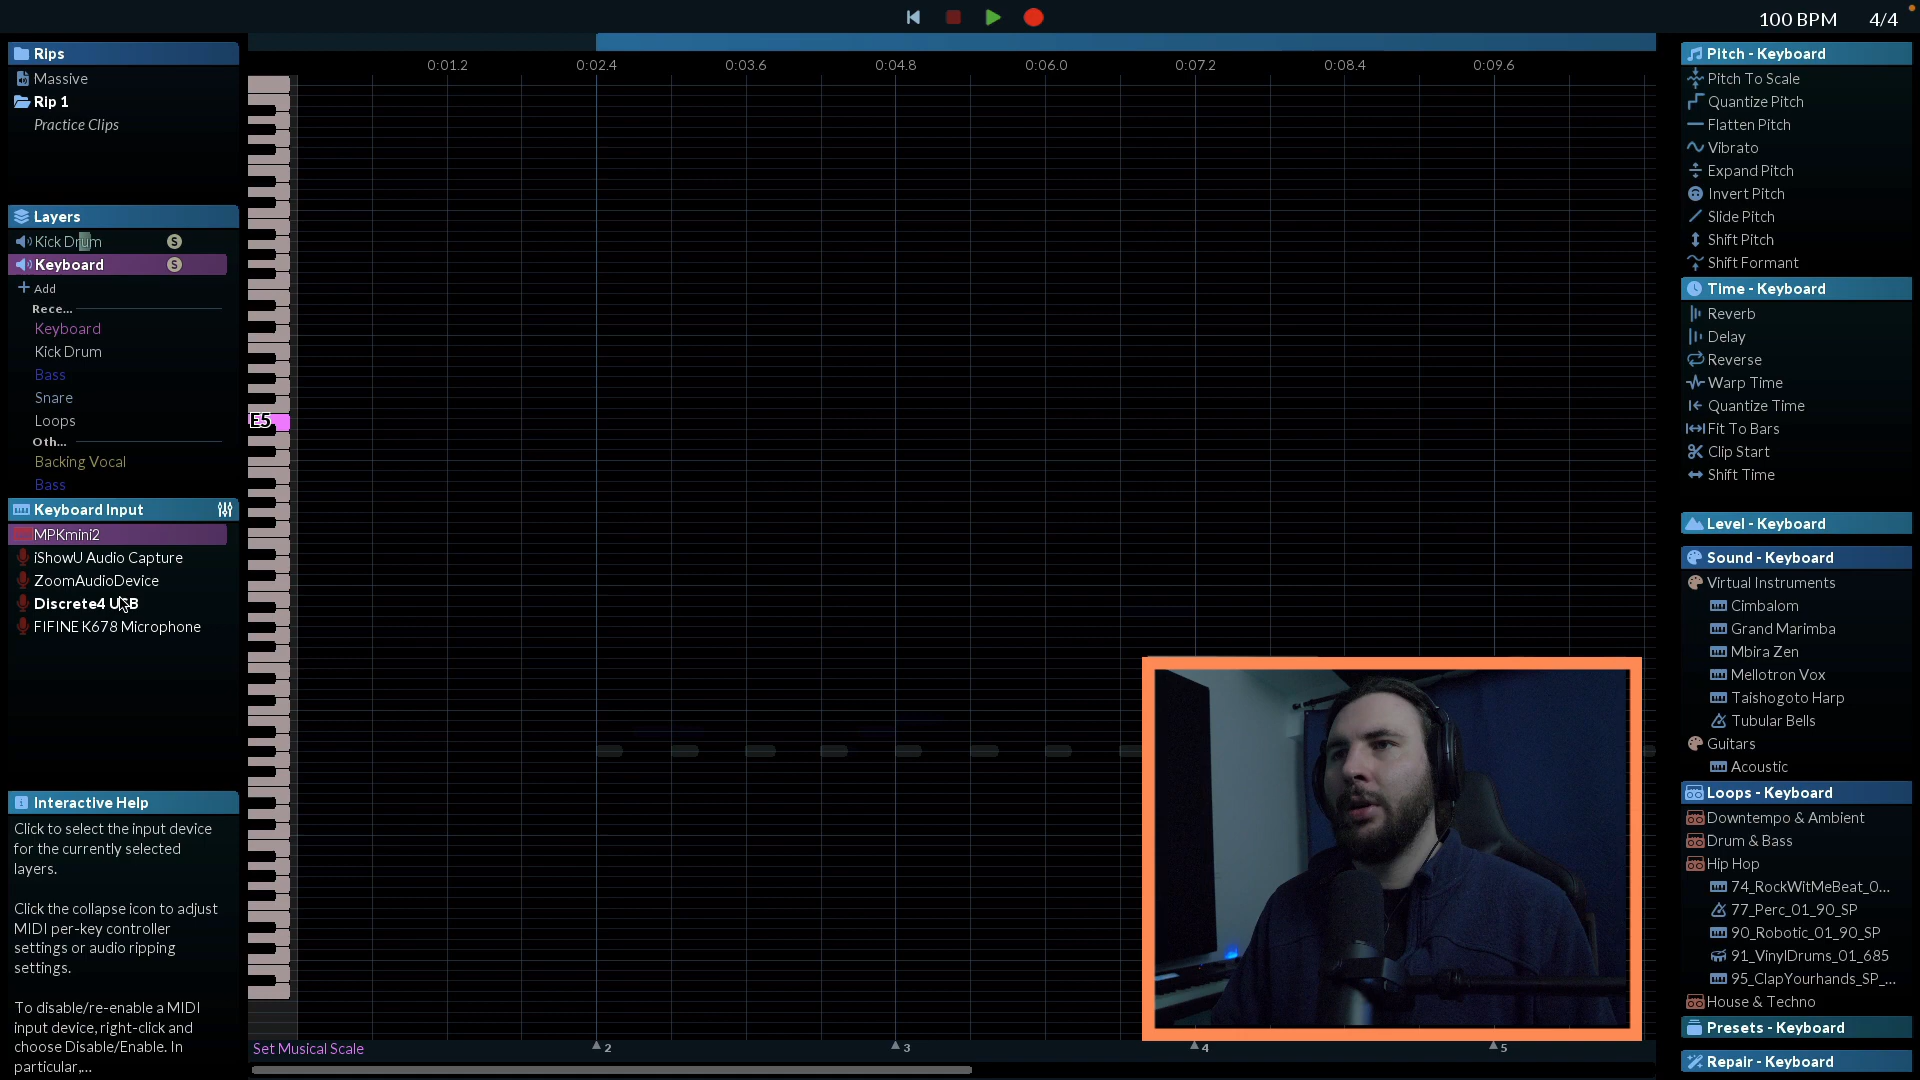 100 BPM 4/4
Rips
Massive
Rip 1
Practice Clips
Layers
Kick Drum S
Keyboard S
Add
Rece...
Keyboard
Kick Drum
Bass
Snare
Loops
Oth...
Backing Vocal
Bass
Keyboard Input
MPKmini2
iShowU Audio Capture
ZoomAudioDevice
Discrete4 USB
FIFINE K678 Microphone
Interactive Help
Click to select the input device
for the currently selected
layers.
Click the collapse icon to adjust
MIDI per-key controller
settings or audio ripping
settings.
To disable/re-enable a MIDI
input device, right-click and
choose Disable/Enable. In
particular,...
0:01.2 0:02.4 0:03.6 0:04.8 0:06.0 0:07.2 0:08.4 0:09.6
E5
Set Musical Scale
2 3 4 5
Pitch - Keyboard
Pitch To Scale
Quantize Pitch
Flatten Pitch
Vibrato
Expand Pitch
Invert Pitch
Slide Pitch
Shift Pitch
Shift Formant
Time - Keyboard
Reverb
Delay
Reverse
Warp Time
Quantize Time
Fit To Bars
Clip Start
Shift Time
Level - Keyboard
Sound - Keyboard
Virtual Instruments
Cimbalom
Grand Marimba
Mbira Zen
Mellotron Vox
Taishogoto Harp
Tubular Bells
Guitars
Acoustic
Loops - Keyboard
Downtempo & Ambient
Drum & Bass
Hip Hop
74_RockWitMeBeat_0...
77_Perc_01_90_SP
90_Robotic_01_90_SP
91_VinylDrums_01_685
95_ClapYourhands_SP_...
House & Techno
Presets - Keyboard
Repair - Keyboard